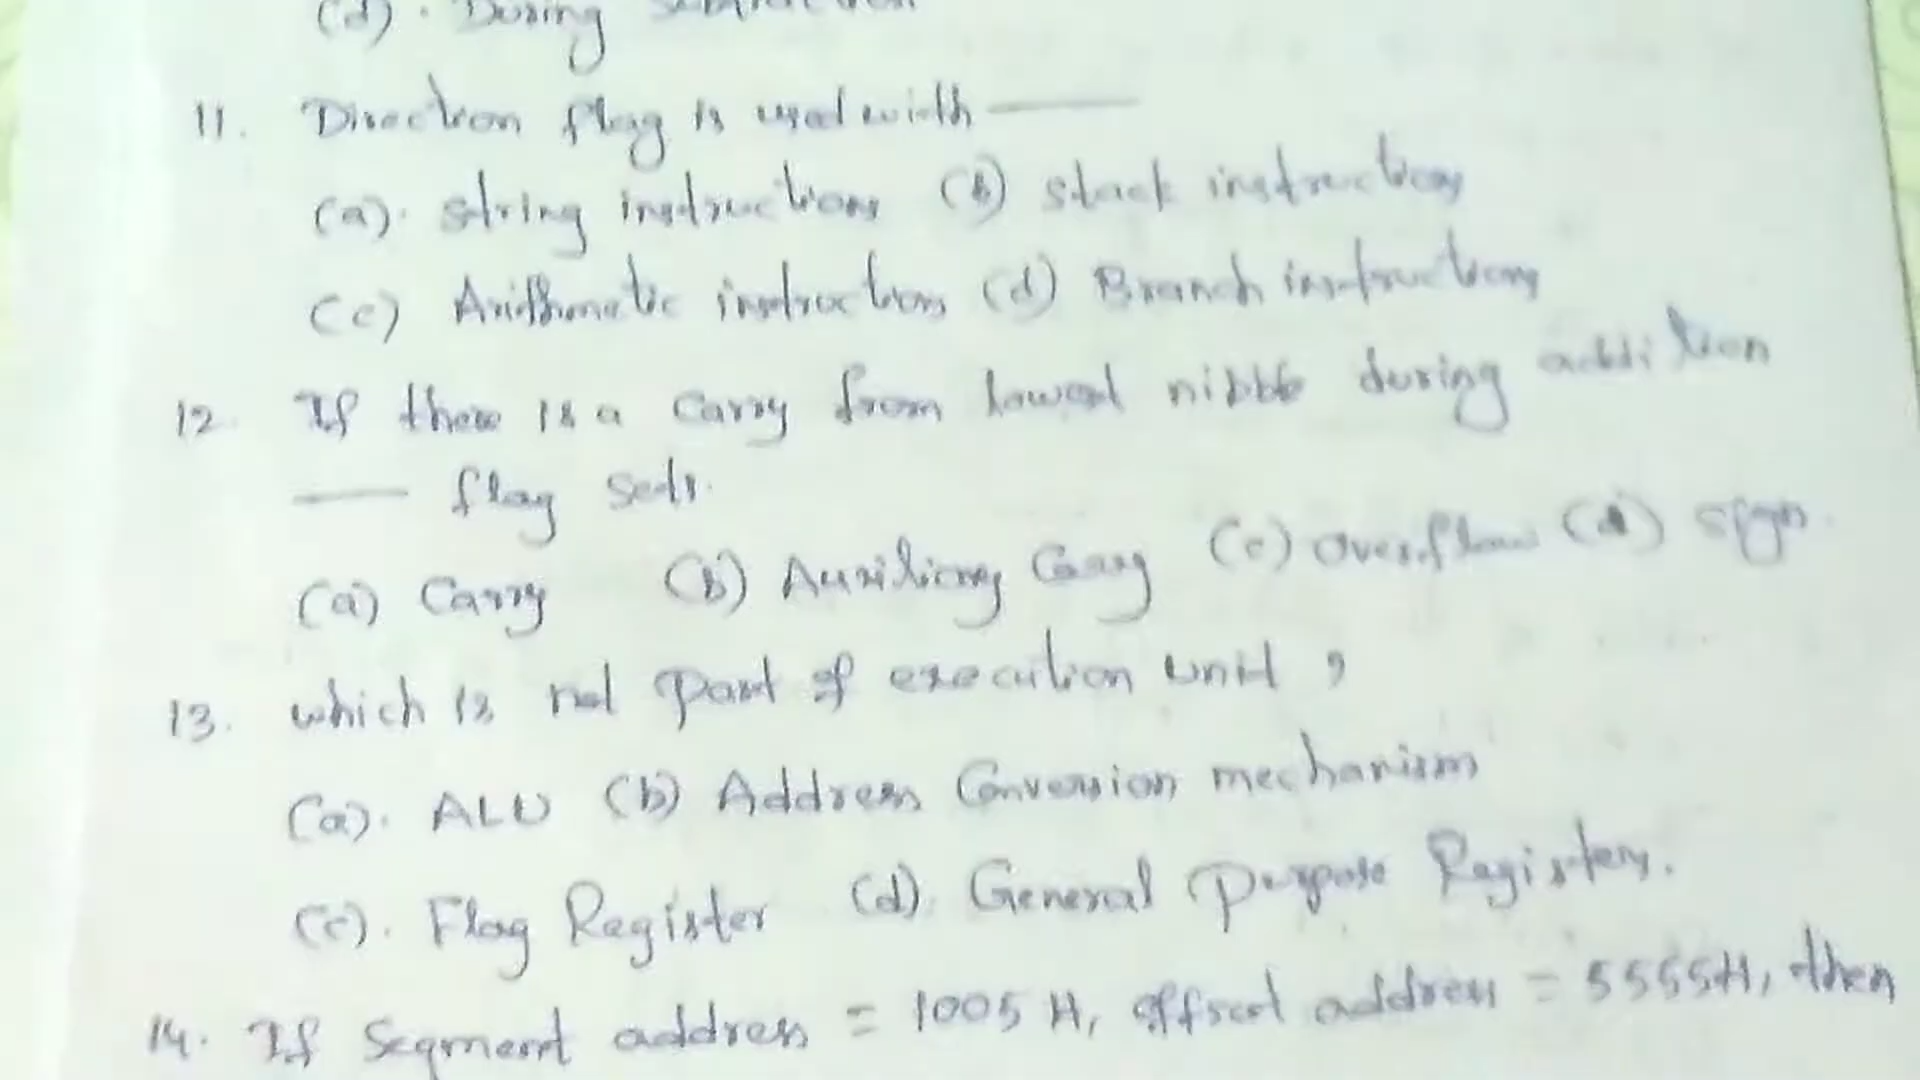 (d). During
11. Direction flag is used with ———
(a). string instructions (b) stack instructions
(c) Arithmetic instructions (d) Branch instructions
12. If there is a carry from lowest nibble during addition
—— flag sets.
(a) Carry (b) Auxiliary Carry (c) overflow (d) sign
13. which is not part of execution unit ?
(a). ALU (b) Address Conversion mechanism
(c). Flag Register (d). General Purpose Registers.
14. If Segment address = 1005 H, offset address = 5555H, then